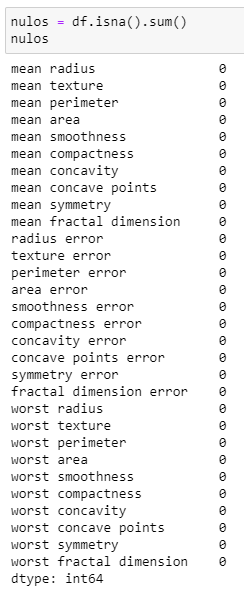 nulos = df.isna().sum()
nulos
mean radius 0
mean texture 0
mean perimeter 0
mean area 0
mean smoothness 0
mean compactness 0
mean concavity 0
mean concave points 0
mean symmetry 0
mean fractal dimension 0
radius error 0
texture error 0
perimeter error 0
area error 0
smoothness error 0
compactness error 0
concavity error 0
concave points error 0
symmetry error 0
fractal dimension error 0
worst radius 0
worst texture 0
worst perimeter 0
worst area 0
worst smoothness 0
worst compactness 0
worst concavity 0
worst concave points 0
worst symmetry 0
worst fractal dimension 0
dtype: int64